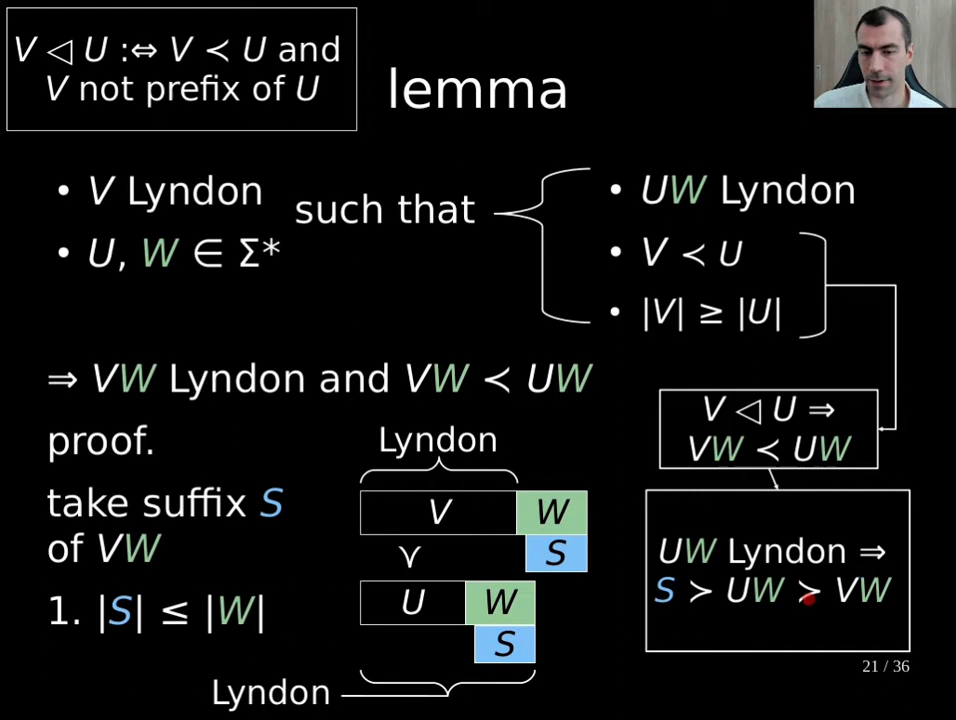 V ◁ U :⇔ V ≺ U and
V not prefix of U
lemma
• V Lyndon
• U, W ∈ Σ*
such that
• UW Lyndon
• V ≺ U
• |V| ≥ |U|
⇒ VW Lyndon and VW ≺ UW
V ◁ U ⇒
VW ≺ UW
proof.
take suffix S
of VW
1. |S| ≤ |W|
Lyndon
V W
S
≺
U W
S
Lyndon
UW Lyndon ⇒
S ≻ UW ≻ VW
21 / 36